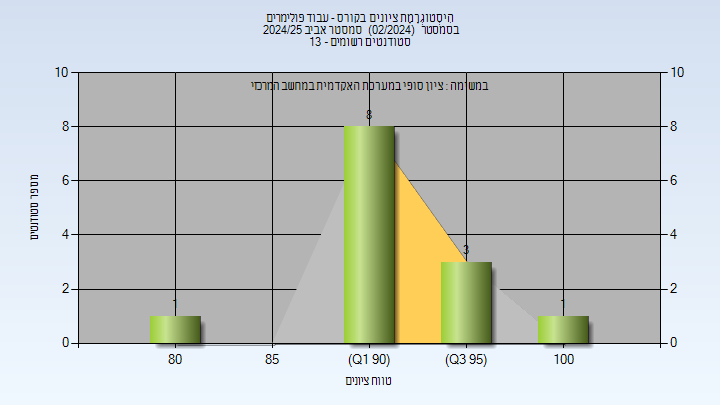 היסטוגרמת ציונים בקורס - עבוד פולימרים
בסמסטר (02/2024) סמסטר אביב 2024/25
סטודנטים רשומים - 13
במשימה : ציון סופי במערכת האקדמית במחשב המרכזי
10
8
6
4
2
0
10
8
6
4
2
0
1
8
3
1
80
85
(Q1 90)
(Q3 95)
100
מספר סטודנטים
טווח ציונים